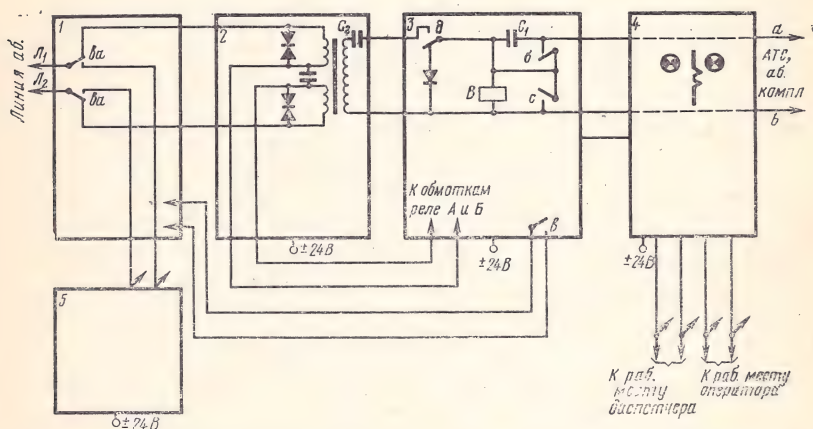 1
2
3
4
5
Линия аб.
Л₁
Л₂
ва
ва
C₂
д
C₁
б
В
с
a
АТС,
аб.
компл
b
К обмоткам
реле А и Б
в
±24В
±24В
±24В
±24В
К раб.
месту
диспетчера
К раб. месту
оператора